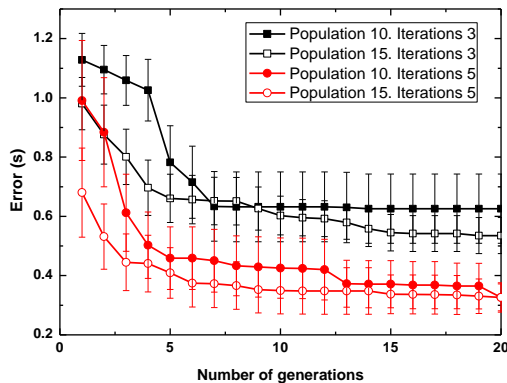 Population 10. Iterations 3
Population 15. Iterations 3
Population 10. Iterations 5
Population 15. Iterations 5
Error (s)
1.2
1.0
0.8
0.6
0.4
0.2
0 5 10 15 20
Number of generations